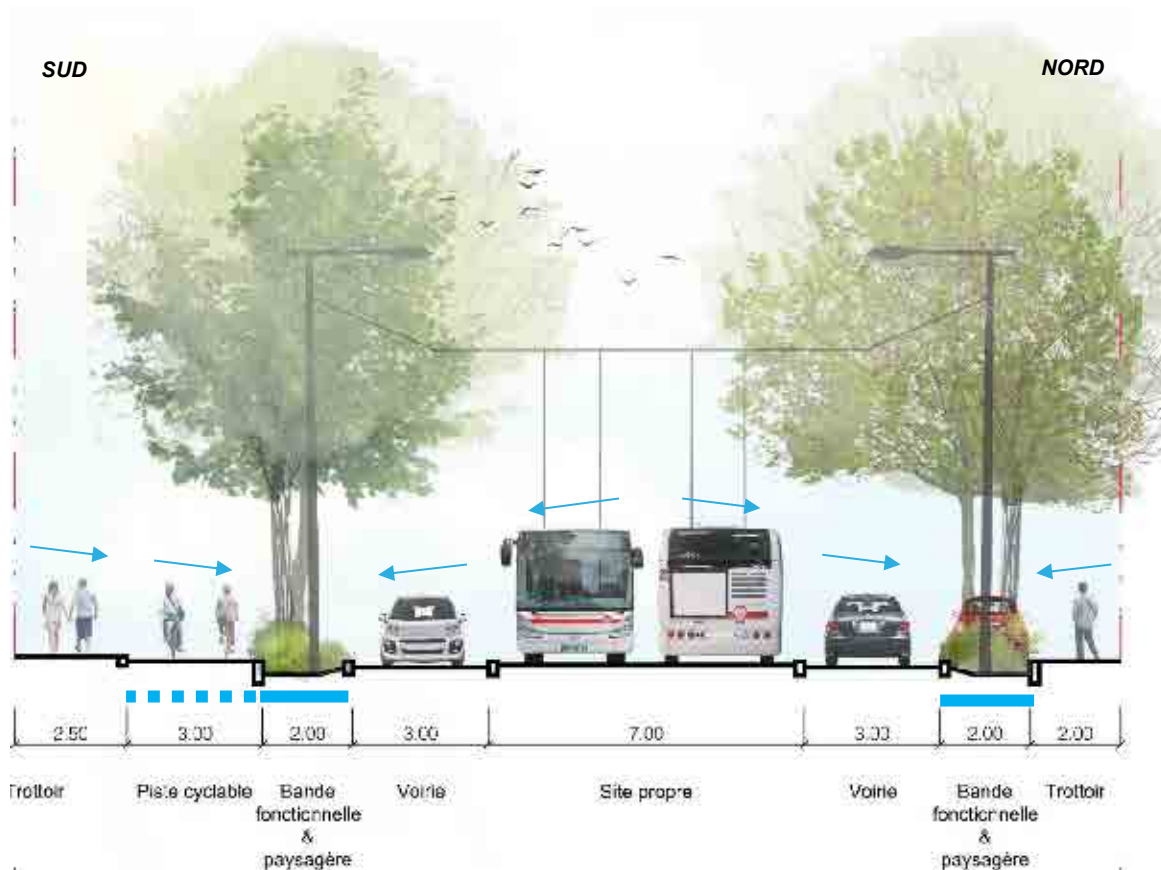 SUD
NORD
2.50 3.00 2.00 3.00 7.00 3.00 2.00 2.00
Trottoir Piste cyclable Bande Voirie Site propre Voirie Bande Trottoir
fonctionnelle fonctionnelle
& &
paysagère paysagère